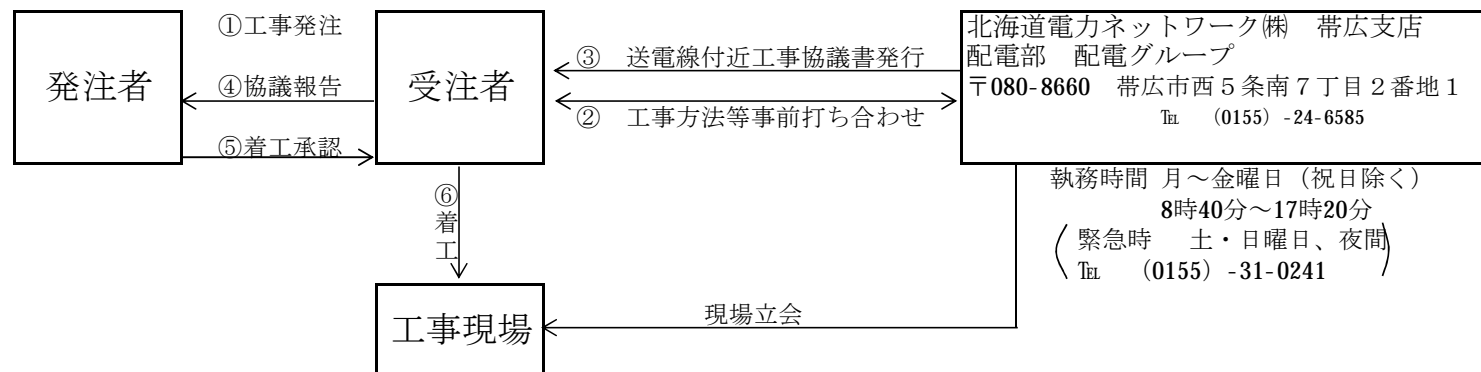 ①工事発注
発注者
④協議報告
⑤着工承認
受注者
③　送電線付近工事協議書発行
②　工事方法等事前打ち合わせ
北海道電力ネットワーク㈱　帯広支店
配電部　配電グループ
〒080-8660　帯広市西５条南７丁目２番地１
℡　（0155）-24-6585
執務時間 月～金曜日（祝日除く）
8時40分～17時20分
緊急時　土・日曜日、夜間
℡　（0155）-31-0241
⑥着工
工事現場
現場立会